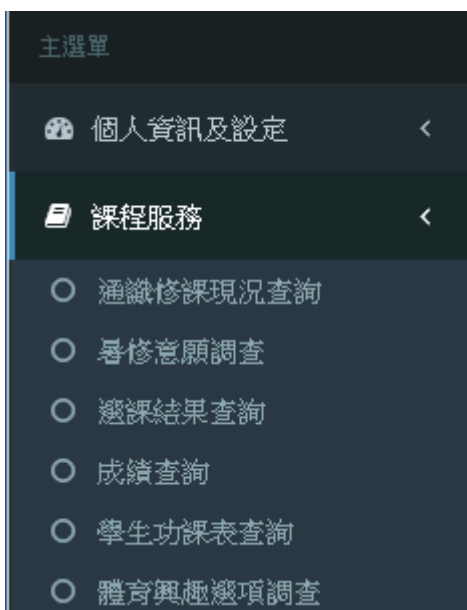 主選單
個人資訊及設定
課程服務
通識修課現況查詢
暑修意願調查
選課結果查詢
成績查詢
學生功課表查詢
體育興趣選項調查